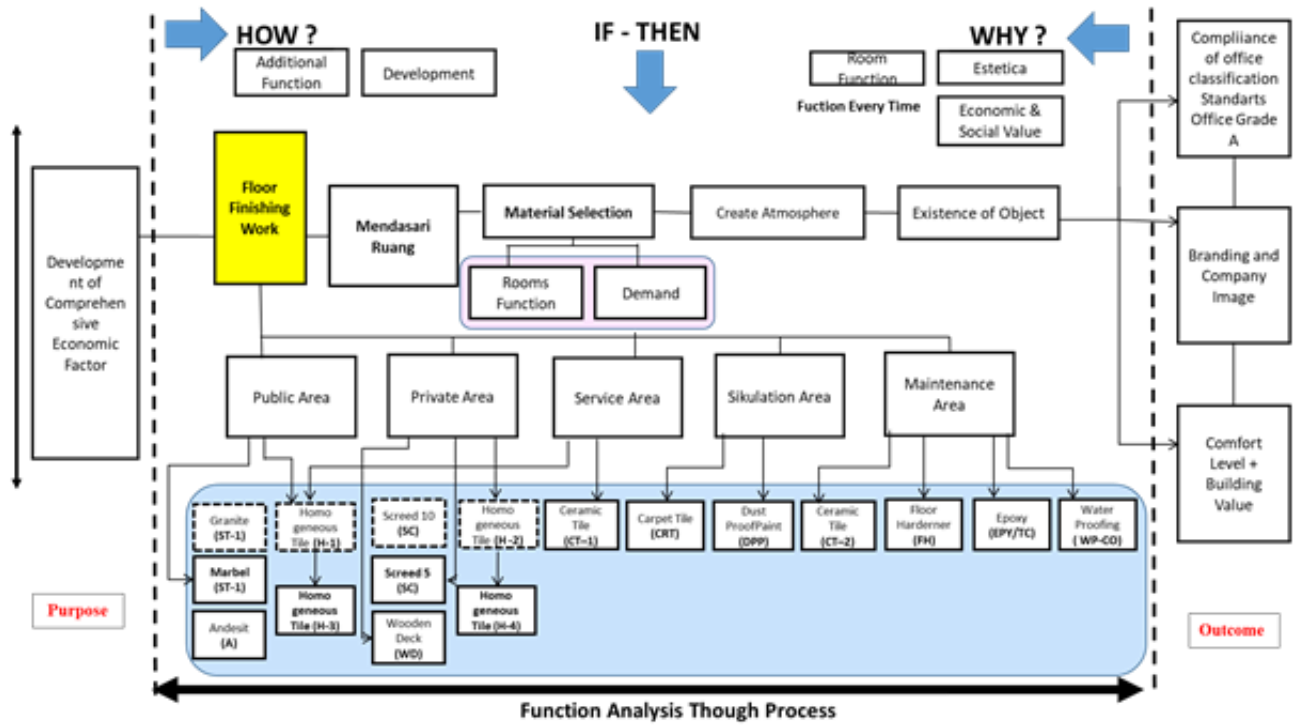 HOW ?
IF - THEN
WHY ?
Additional
Function
Development
Room
Function
Estetica
Fuction Every Time
Economic &
Social Value
Compliiance
of office
classification
Standarts
Office Grade
A
Developme
nt of
Comprehen
sive
Economic
Factor
Floor
Finishing
Work
Mendasari
Ruang
Material Selection
Create Atmosphere
Existence of Object
Branding and
Company
Image
Rooms
Function
Demand
Public Area
Private Area
Service Area
Sikulation Area
Maintenance
Area
Comfort
Level +
Building
Value
Granite
(ST-1)
Homo
geneous
Tile (H-1)
Screed 10
(SC)
Homo
geneous
Tile (H-2)
Ceramic
Tile
(CT-1)
Carpet Tile
(CRT)
Dust
ProofPaint
(DPP)
Ceramic
Tile
(CT-2)
Floor
Harderner
(FH)
Epoxy
(EPY/TC)
Water
Proofing
( WP-CO)
Marbel
(ST-1)
Homo
geneous
Tile (H-3)
Screed 5
(SC)
Homo
geneous
Tile (H-4)
Andesit
(A)
Wooden
Deck
(WD)
Purpose
Outcome
Function Analysis Though Process